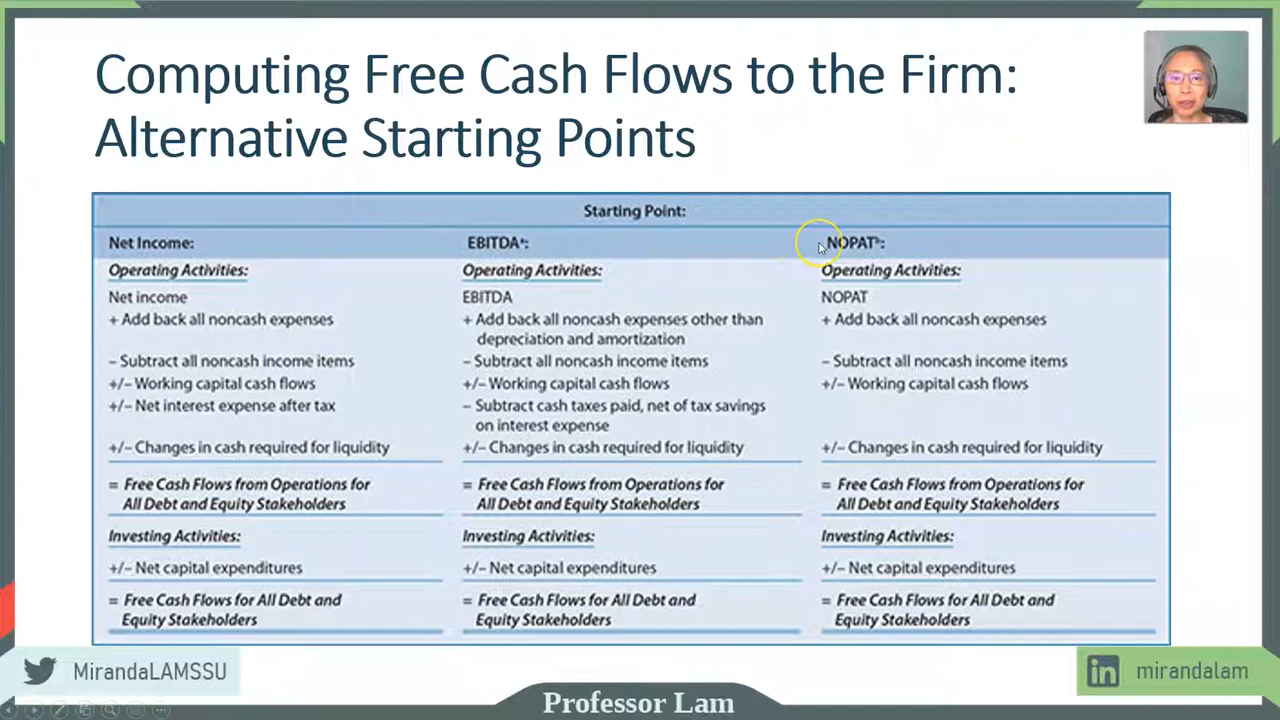 Computing Free Cash Flows to the Firm:
Alternative Starting Points
Starting Point:
Net Income:
Operating Activities:
Net income
+ Add back all noncash expenses
– Subtract all noncash income items
+/– Working capital cash flows
+/– Net interest expense after tax
+/– Changes in cash required for liquidity
= Free Cash Flows from Operations for
All Debt and Equity Stakeholders
Investing Activities:
+/– Net capital expenditures
= Free Cash Flows for All Debt and
Equity Stakeholders
EBITDAᵃ:
Operating Activities:
EBITDA
+ Add back all noncash expenses other than
depreciation and amortization
– Subtract all noncash income items
+/– Working capital cash flows
– Subtract cash taxes paid, net of tax savings
on interest expense
+/– Changes in cash required for liquidity
= Free Cash Flows from Operations for
All Debt and Equity Stakeholders
Investing Activities:
+/– Net capital expenditures
= Free Cash Flows for All Debt and
Equity Stakeholders
NOPATᵇ:
Operating Activities:
NOPAT
+ Add back all noncash expenses
– Subtract all noncash income items
+/– Working capital cash flows
+/– Changes in cash required for liquidity
= Free Cash Flows from Operations for
All Debt and Equity Stakeholders
Investing Activities:
+/– Net capital expenditures
= Free Cash Flows for All Debt and
Equity Stakeholders
MirandaLAMSSU
Professor Lam
in mirandalam